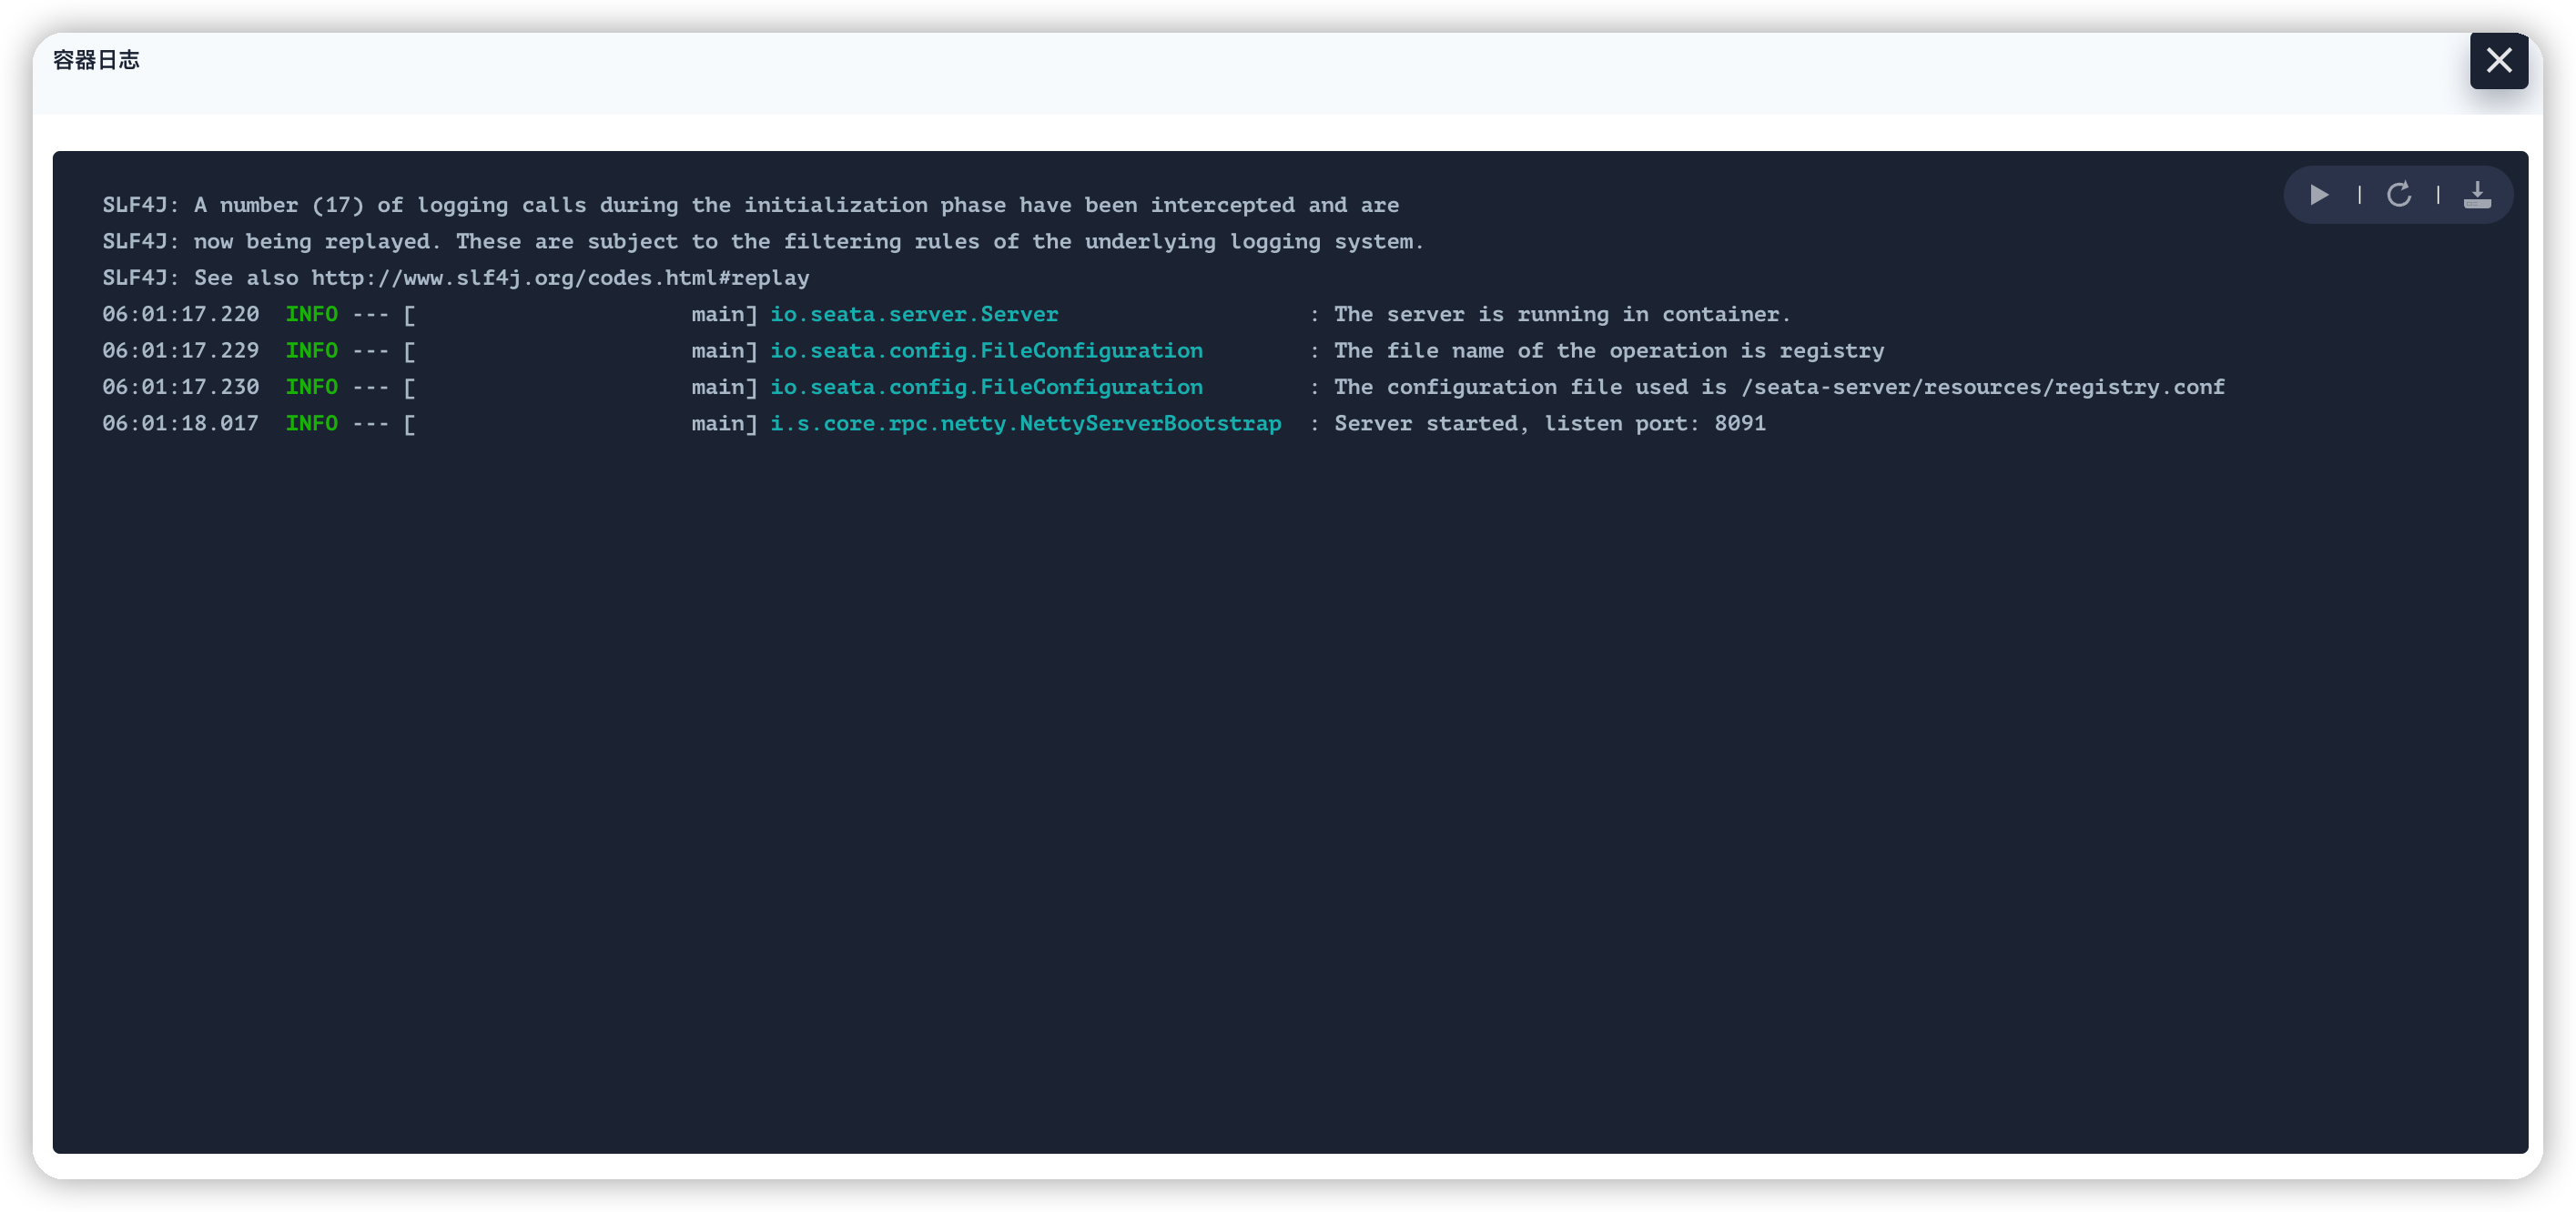 容器日志
SLF4J: A number (17) of logging calls during the initialization phase have been intercepted and are
SLF4J: now being replayed. These are subject to the filtering rules of the underlying logging system.
SLF4J: See also http://www.slf4j.org/codes.html#replay
06:01:17.220  INFO --- [                     main] io.seata.server.Server                   : The server is running in container.
06:01:17.229  INFO --- [                     main] io.seata.config.FileConfiguration        : The file name of the operation is registry
06:01:17.230  INFO --- [                     main] io.seata.config.FileConfiguration        : The configuration file used is /seata-server/resources/registry.conf
06:01:18.017  INFO --- [                     main] i.s.core.rpc.netty.NettyServerBootstrap  : Server started, listen port: 8091